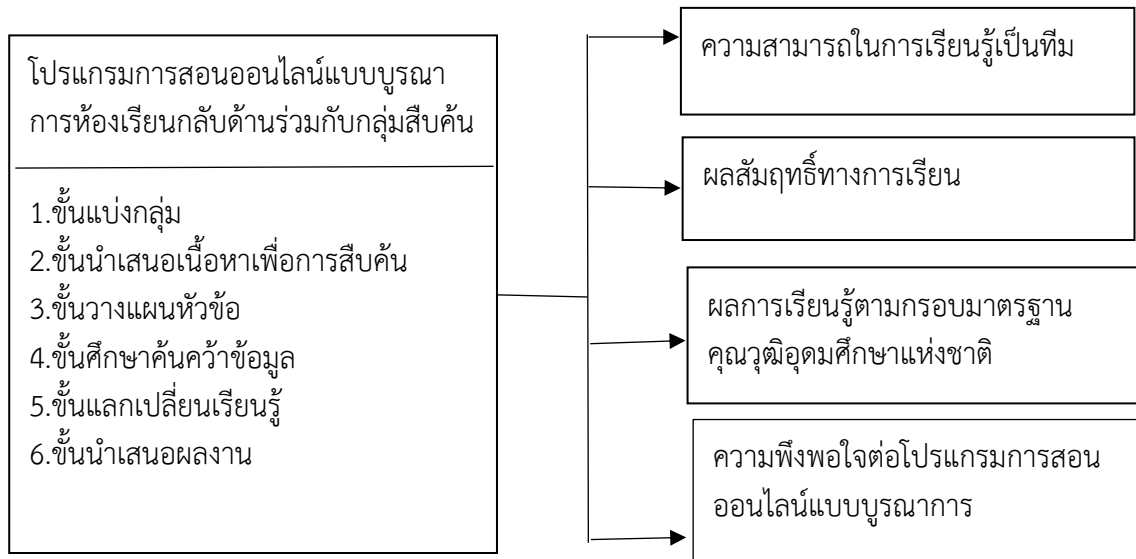 โปรแกรมการสอนออนไลน์แบบบูรณา
การห้องเรียนกลับด้านร่วมกับกลุ่มสืบค้น
1.ขั้นแบ่งกลุ่ม
2.ขั้นนำเสนอเนื้อหาเพื่อการสืบค้น
3.ขั้นวางแผนหัวข้อ
4.ขั้นศึกษาค้นคว้าข้อมูล
5.ขั้นแลกเปลี่ยนเรียนรู้
6.ขั้นนำเสนอผลงาน
ความสามารถในการเรียนรู้เป็นทีม
ผลสัมฤทธิ์ทางการเรียน
ผลการเรียนรู้ตามกรอบมาตรฐาน
คุณวุฒิอุดมศึกษาแห่งชาติ
ความพึงพอใจต่อโปรแกรมการสอน
ออนไลน์แบบบูรณาการ